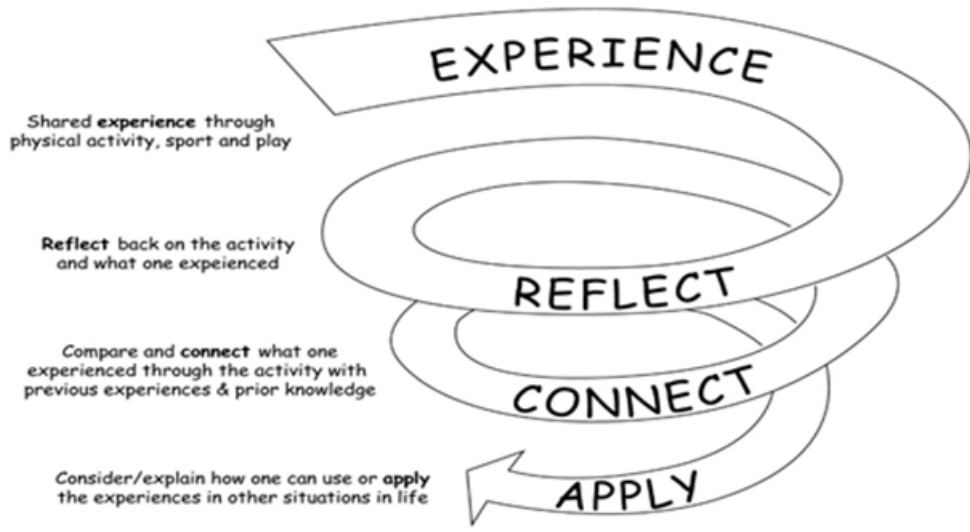 EXPERIENCE
Shared experience through
physical activity, sport and play
Reflect back on the activity
and what one expeienced
REFLECT
Compare and connect what one
experienced through the activity with
previous experiences & prior knowledge
CONNECT
Consider/explain how one can use or apply
the experiences in other situations in life
APPLY